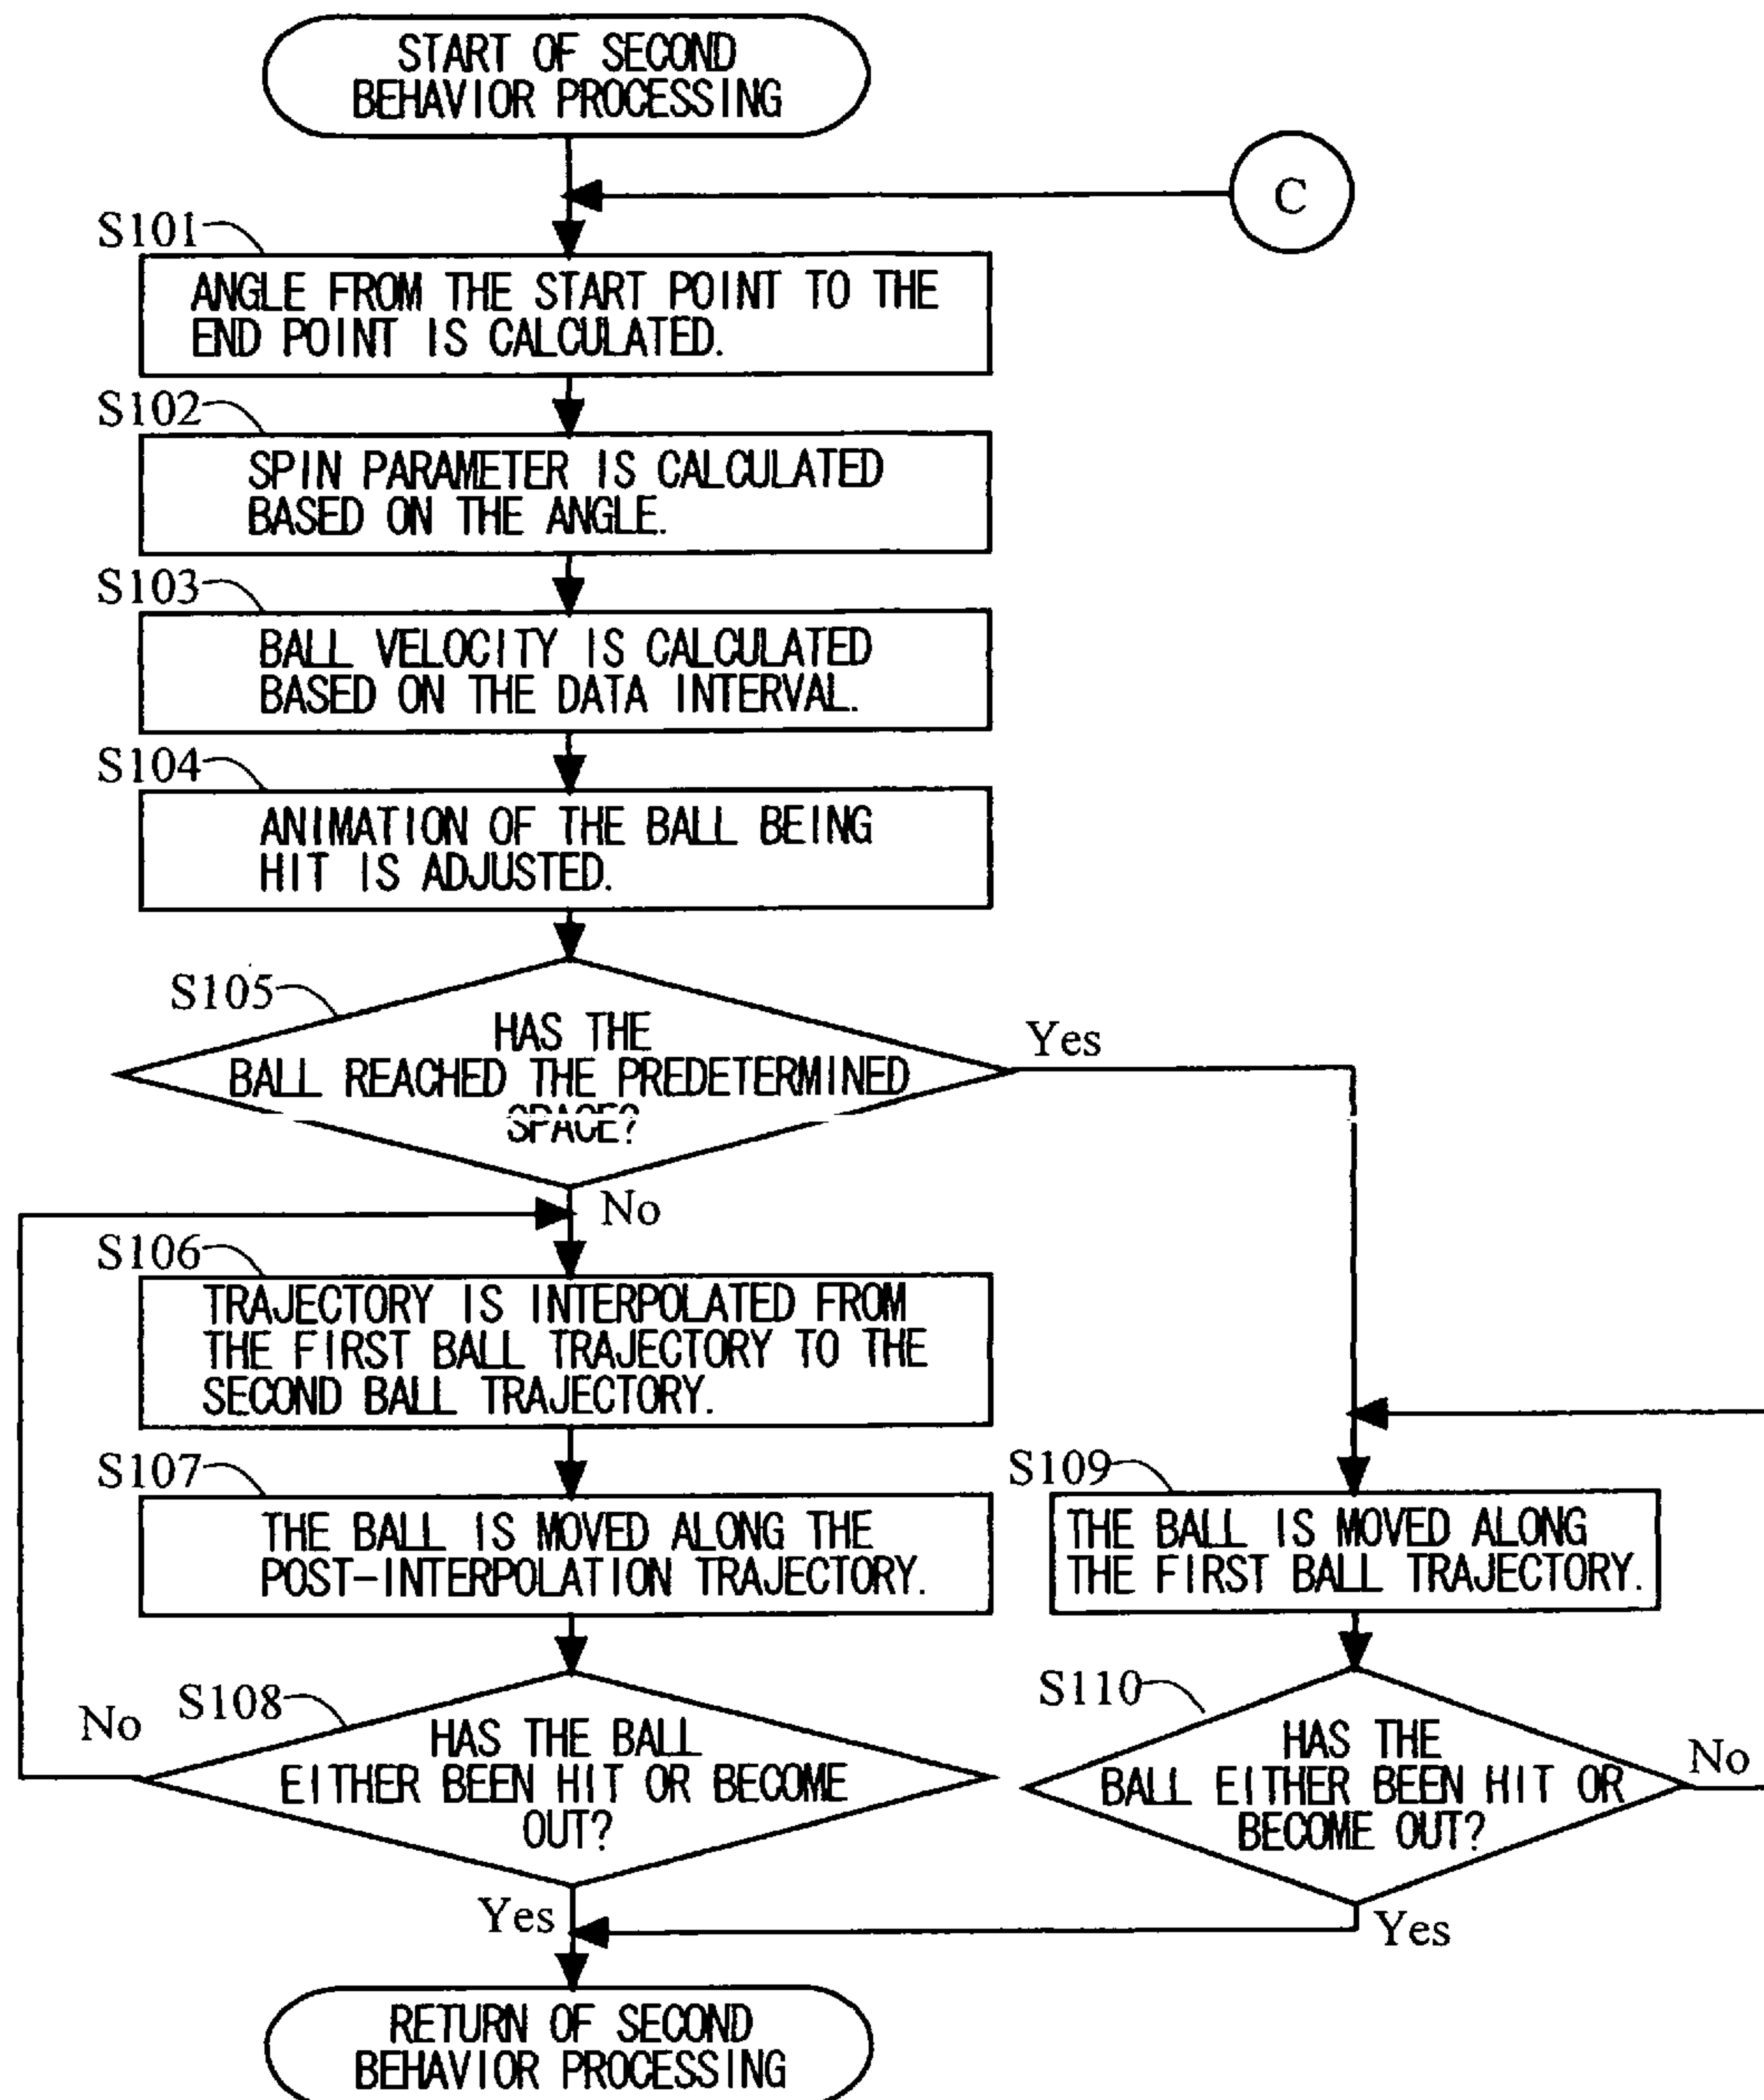 START OF SECOND
BEHAVIOR PROCESSING
C
S101
ANGLE FROM THE START POINT TO THE
END POINT IS CALCULATED.
S102
SPIN PARAMETER IS CALCULATED
BASED ON THE ANGLE.
S103
BALL VELOCITY IS CALCULATED
BASED ON THE DATA INTERVAL.
S104
ANIMATION OF THE BALL BEING
HIT IS ADJUSTED.
S105
HAS THE
BALL REACHED THE PREDETERMINED
SPACE?
Yes
No
S106
TRAJECTORY IS INTERPOLATED FROM
THE FIRST BALL TRAJECTORY TO THE
SECOND BALL TRAJECTORY.
S107
THE BALL IS MOVED ALONG THE
POST-INTERPOLATION TRAJECTORY.
S109
THE BALL IS MOVED ALONG
THE FIRST BALL TRAJECTORY.
S108
No
HAS THE BALL
EITHER BEEN HIT OR BECOME
OUT?
Yes
S110
HAS THE
BALL EITHER BEEN HIT OR
BECOME OUT?
No
Yes
RETURN OF SECOND
BEHAVIOR PROCESSING